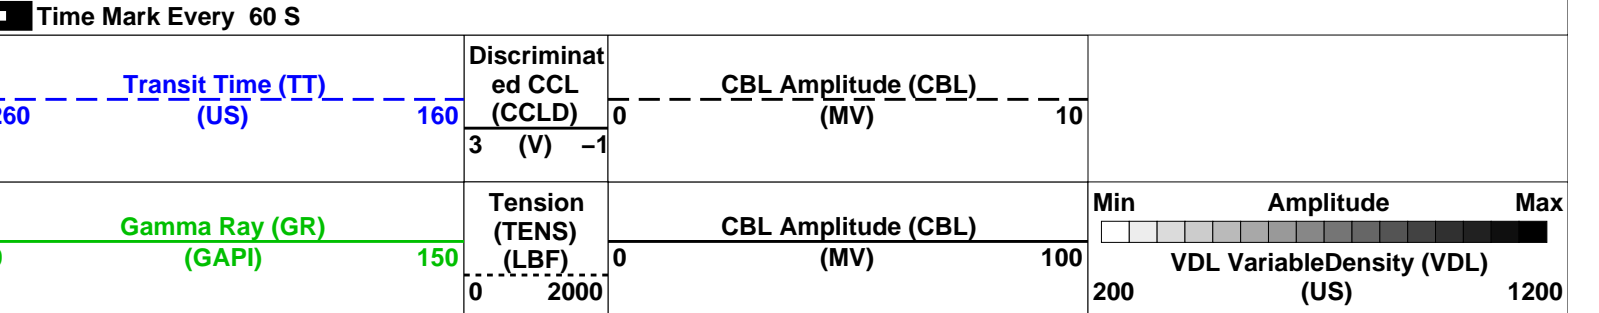 Time Mark Every 60 S
Transit Time (TT)
260 (US) 160
Discriminat
ed CCL
(CCLD)
3 (V) –1
CBL Amplitude (CBL)
0 (MV) 10
Gamma Ray (GR)
(GAPI) 150
Tension
(TENS)
(LBF)
0 2000
CBL Amplitude (CBL)
0 (MV) 100
Min Amplitude Max
VDL VariableDensity (VDL)
200 (US) 1200